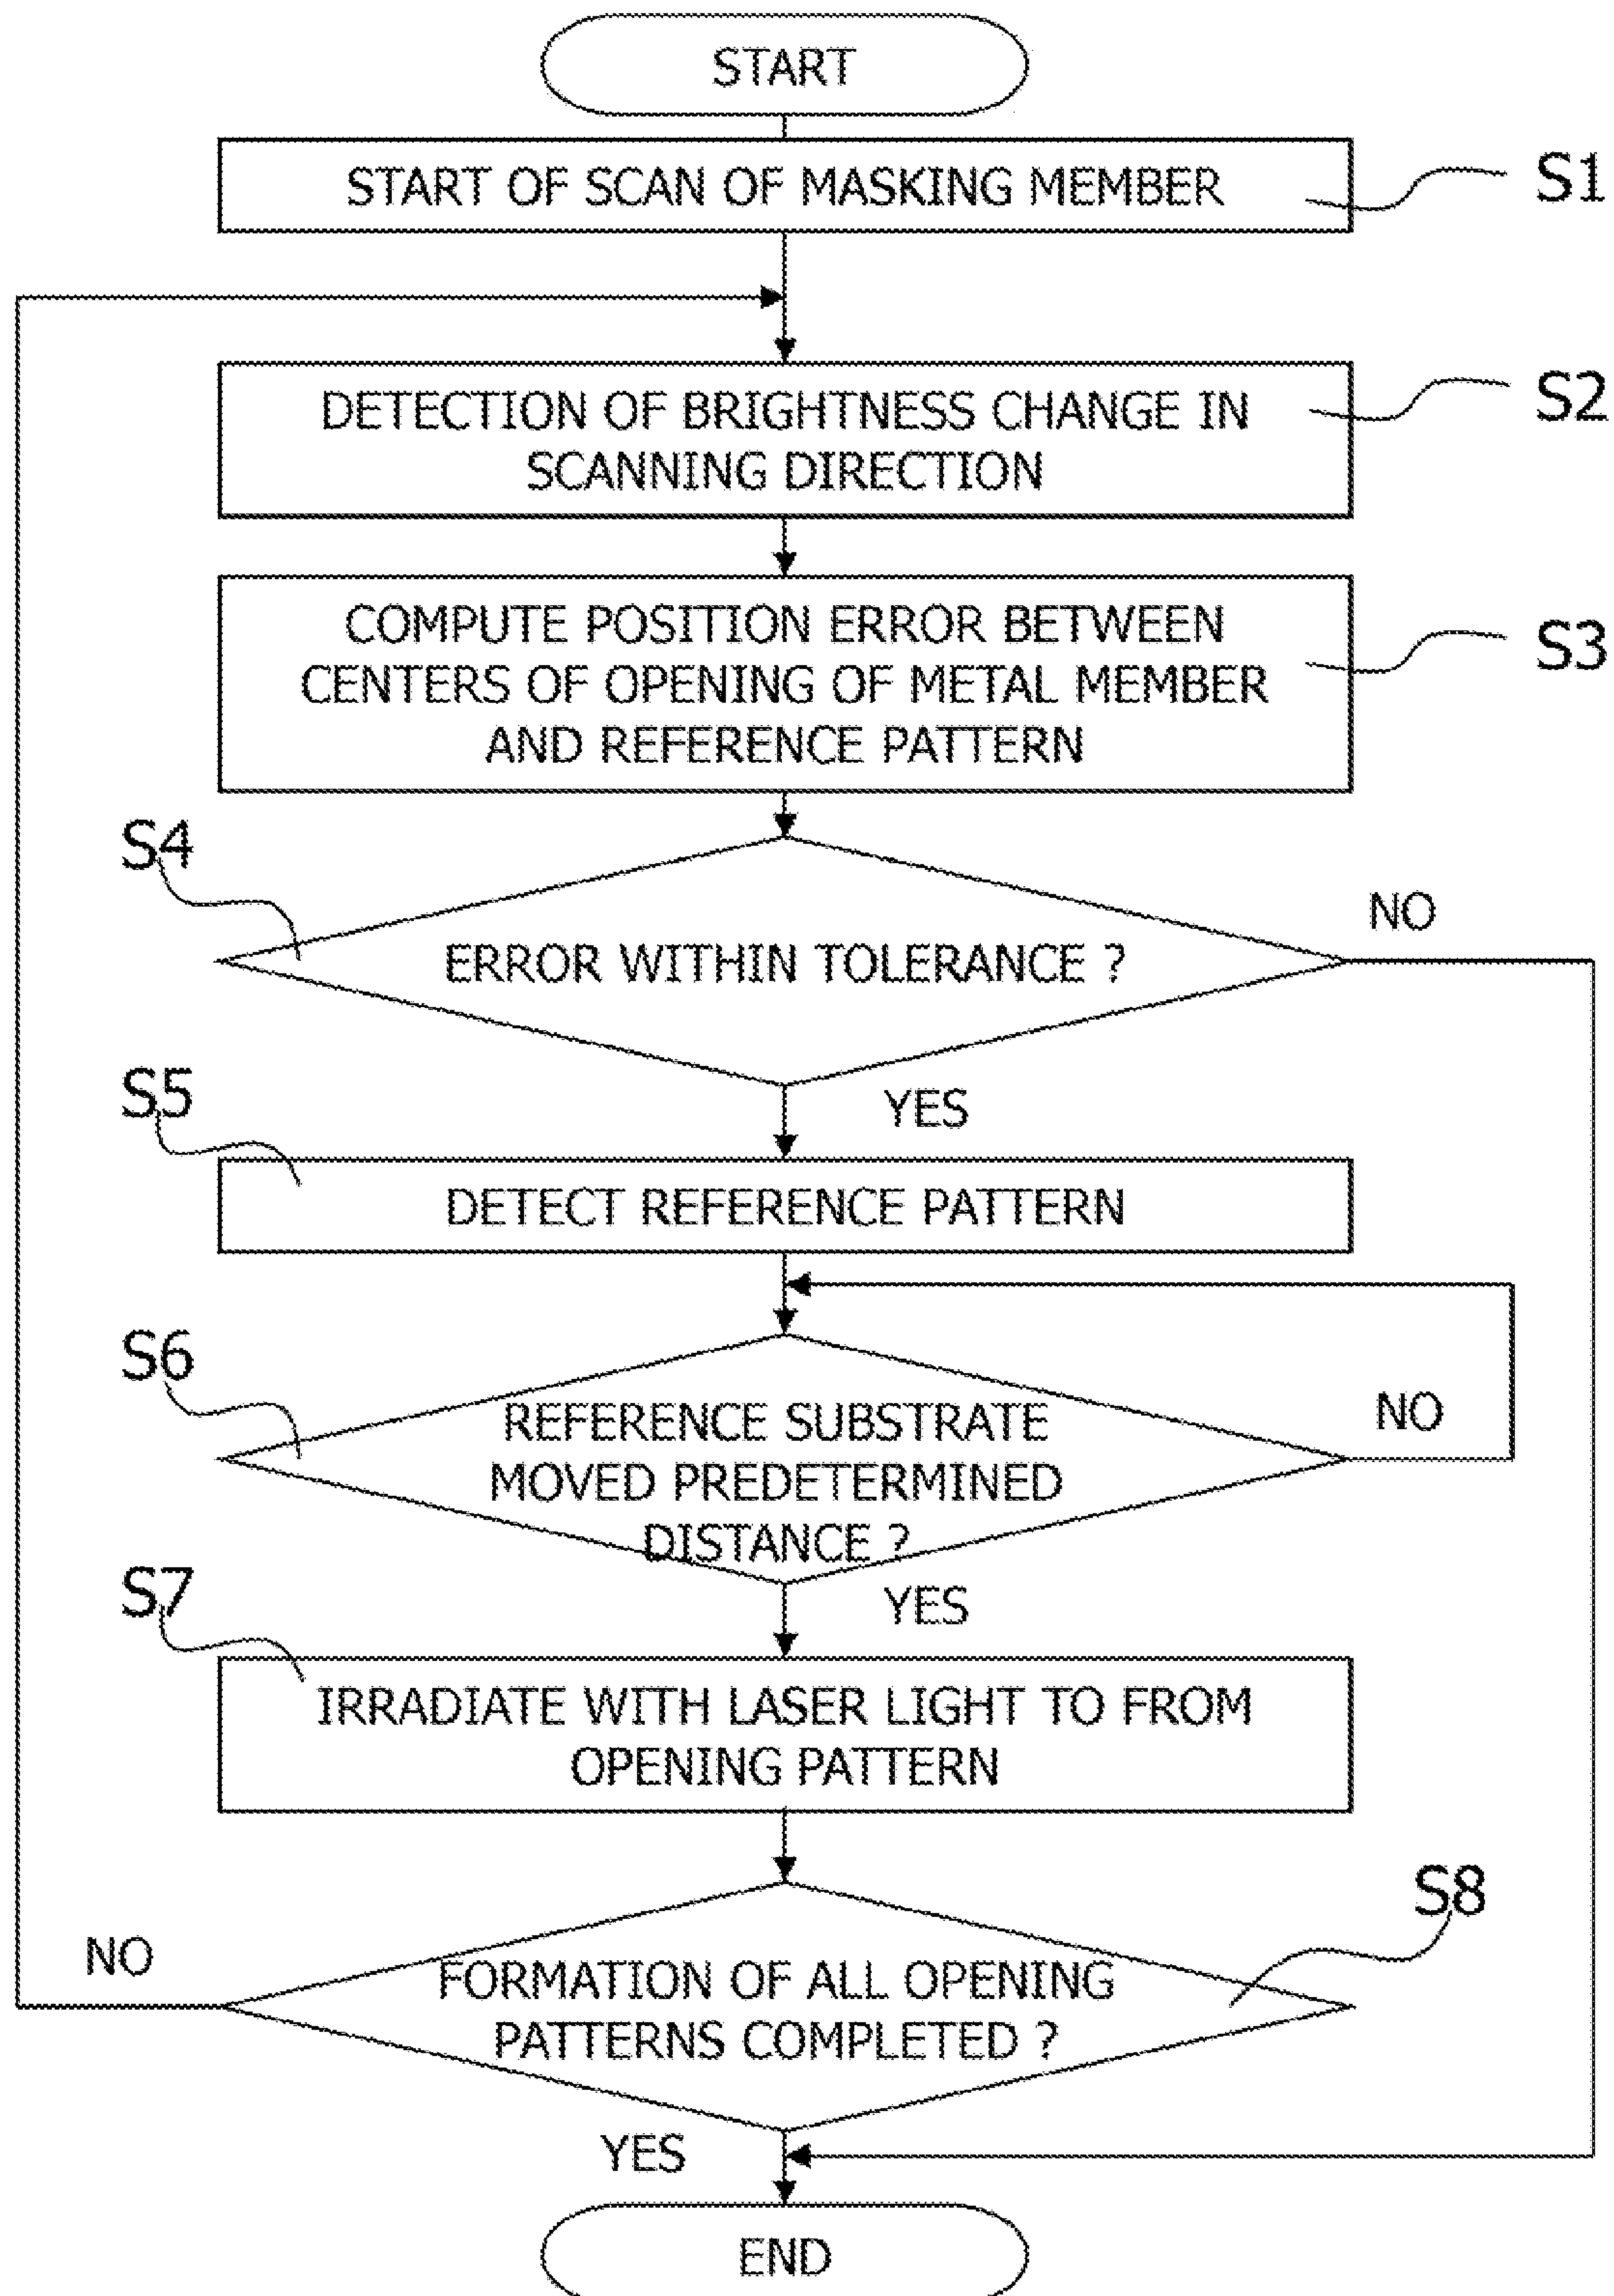 START
START OF SCAN OF MASKING MEMBER
S1
DETECTION OF BRIGHTNESS CHANGE IN
SCANNING DIRECTION
S2
COMPUTE POSITION ERROR BETWEEN
CENTERS OF OPENING OF METAL MEMBER
AND REFERENCE PATTERN
S3
S4
ERROR WITHIN TOLERANCE ?
NO
YES
S5
DETECT REFERENCE PATTERN
S6
REFERENCE SUBSTRATE
MOVED PREDETERMINED
DISTANCE ?
NO
YES
S7
IRRADIATE WITH LASER LIGHT TO FROM
OPENING PATTERN
S8
NO
FORMATION OF ALL OPENING
PATTERNS COMPLETED ?
YES
END